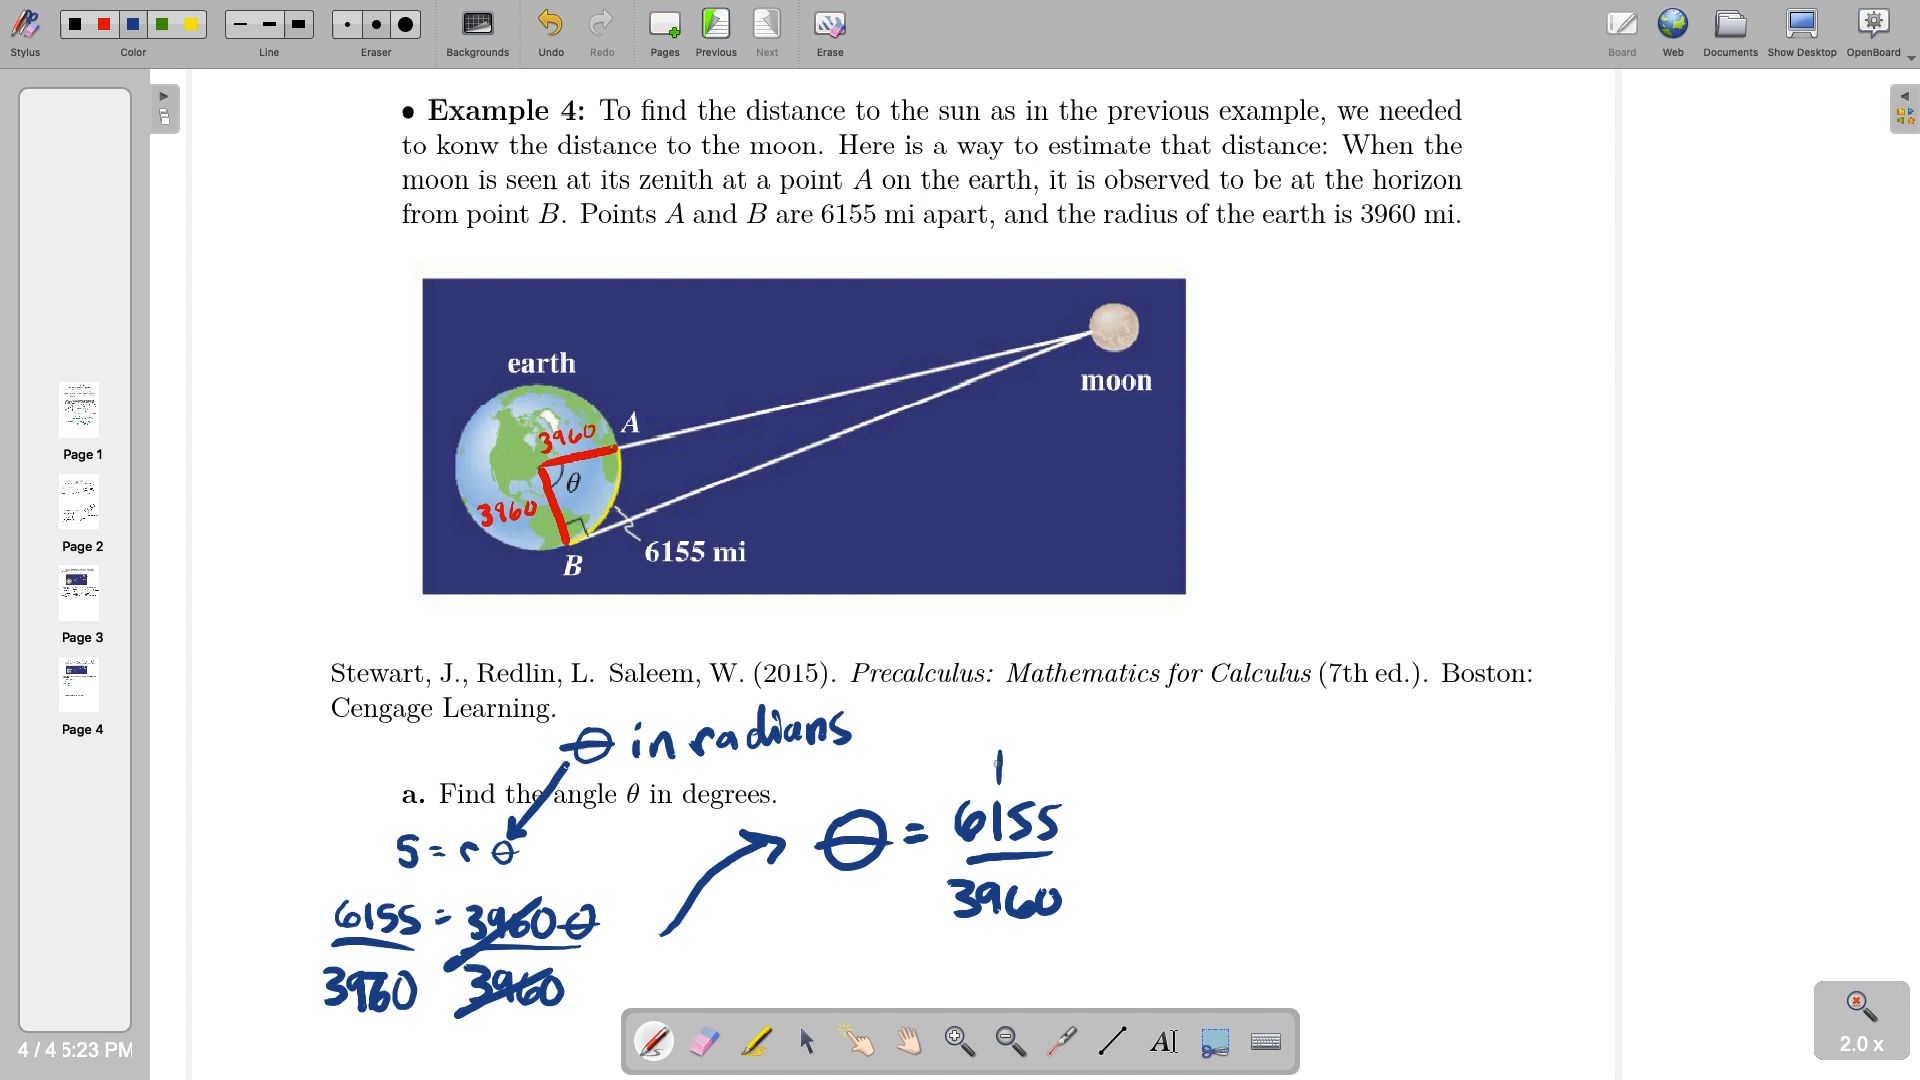 Stylus
Color
Line
Eraser
Backgrounds
Undo
Redo
Pages
Previous
Next
Erase
Board
Web
Documents
Show Desktop
OpenBoard
• Example 4: To find the distance to the sun as in the previous example, we needed
to konw the distance to the moon. Here is a way to estimate that distance: When the
moon is seen at its zenith at a point A on the earth, it is observed to be at the horizon
from point B. Points A and B are 6155 mi apart, and the radius of the earth is 3960 mi.
earth
moon
A
3960
θ
3960
6155 mi
B
Stewart, J., Redlin, L. Saleem, W. (2015). Precalculus: Mathematics for Calculus (7th ed.). Boston:
Cengage Learning.
θ in radians
a. Find the angle θ in degrees.
S = r θ
6155 = 3960 θ
3960 3960
θ = 6155
3960
Page 1
Page 2
Page 3
Page 4
4 / 4 5:23 PM
2.0 x